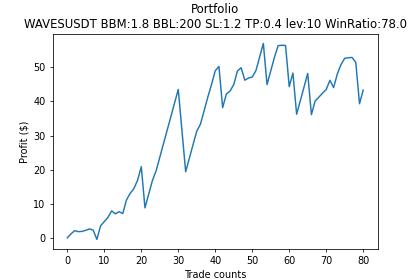 Portfolio
WAVESUSDT BBM:1.8 BBL:200 SL:1.2 TP:0.4 lev:10 WinRatio:78.0
50
40
30
20
10
0
Profit ($)
0 10 20 30 40 50 60 70 80
Trade counts